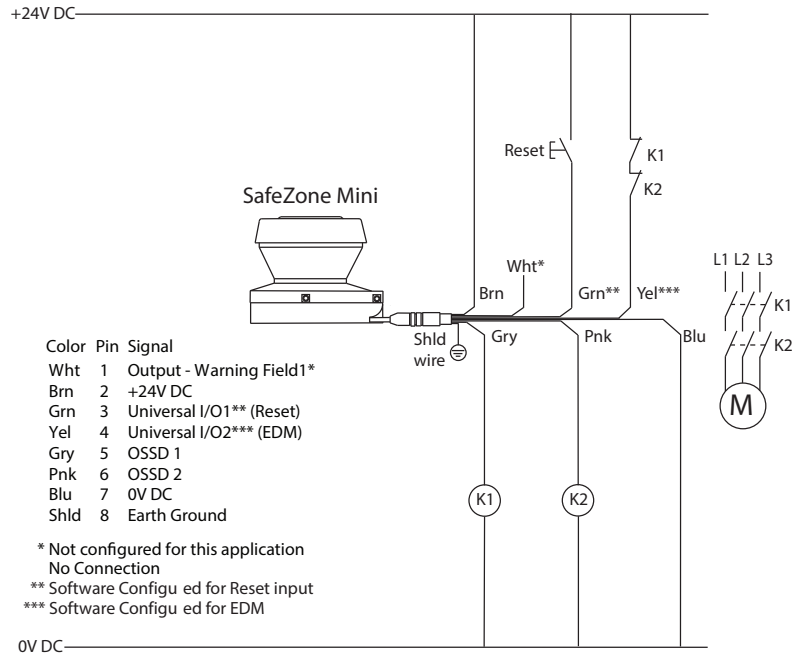 +24V DC
Reset
K1
K2
SafeZone Mini
L1 L2 L3
Wht*
Brn
Grn**
Yel***
K1
Shld
wire
Gry
Pnk
Blu
K2
M
Color Pin Signal
Wht 1 Output - Warning Field1*
Brn 2 +24V DC
Grn 3 Universal I/O1** (Reset)
Yel 4 Universal I/O2*** (EDM)
Gry 5 OSSD 1
Pnk 6 OSSD 2
Blu 7 0V DC
Shld 8 Earth Ground
K1
K2
* Not configured for this application
No Connection
** Software Configu ed for Reset input
*** Software Configu ed for EDM
0V DC